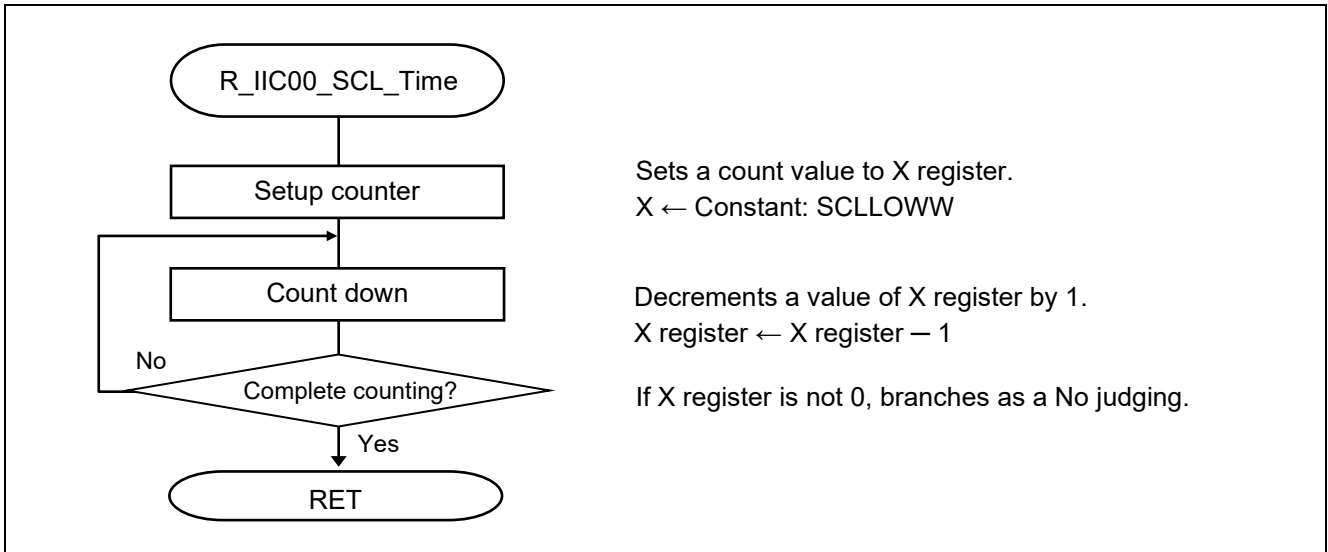 R_IIC00_SCL_Time
Setup counter
Sets a count value to X register.
X ← Constant: SCLLOWW
Count down
Decrements a value of X register by 1.
X register ← X register － 1
No
Complete counting?
If X register is not 0, branches as a No judging.
Yes
RET